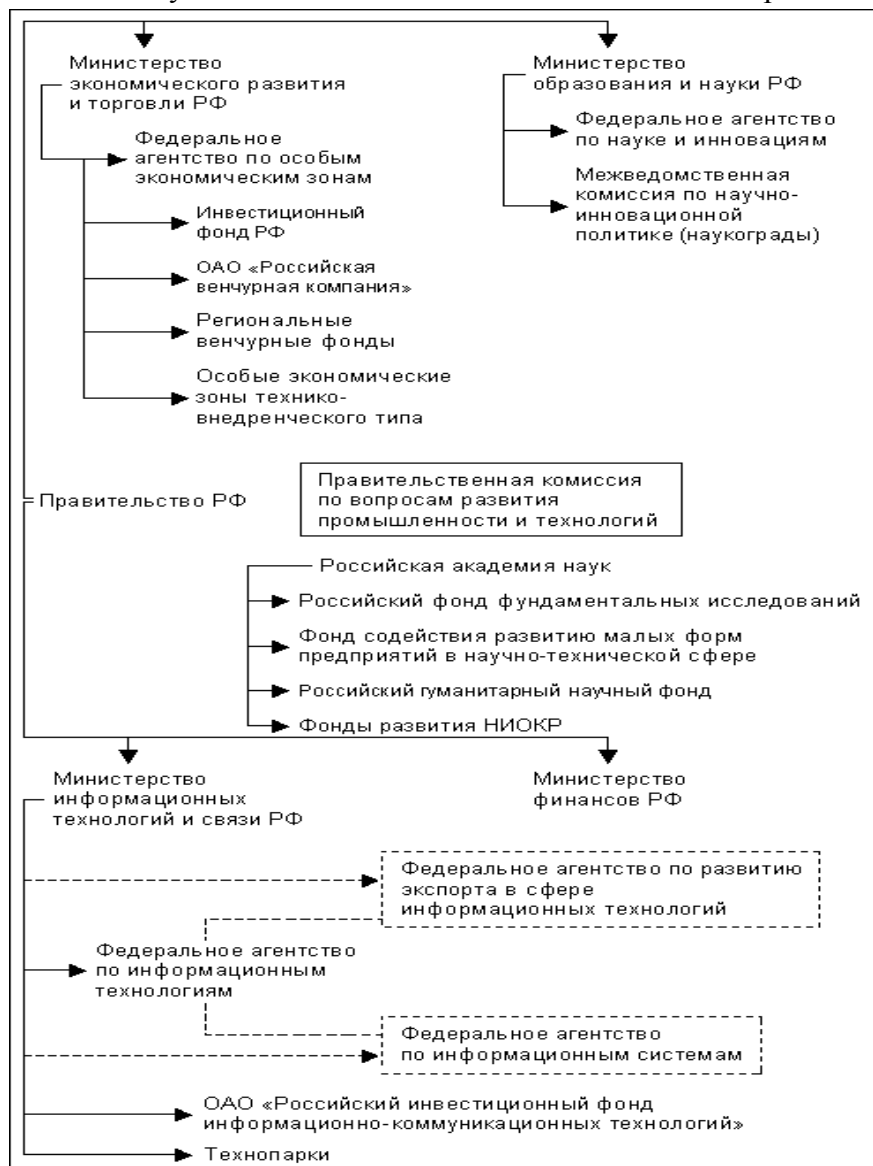 Министерство
экономического развития
и торговли РФ
Федеральное
агентство по особым
экономическим зонам
Инвестиционный
фонд РФ
ОАО «Российская
венчурная компания»
Региональные
венчурные фонды
Особые экономические
зоны технико-
внедренческого типа
Министерство
образования и науки РФ
Федеральное агентство
по науке и инновациям
Межведомственная
комиссия по научно-
инновационной
политике (наукограды)
Правительство РФ
Правительственная комиссия
по вопросам развития
промышленности и технологий
Российская академия наук
Российский фонд фундаментальных исследований
Фонд содействия развитию малых форм
предприятий в научно-технической сфере
Российский гуманитарный научный фонд
Фонды развития НИОКР
Министерство
информационных
технологий и связи РФ
Министерство
финансов РФ
Федеральное агентство по развитию
экспорта в сфере
информационных технологий
Федеральное агентство
по информационным
технологиям
Федеральное агентство
по информационным системам
ОАО «Российский инвестиционный фонд
информационно-коммуникационных технологий»
Технопарки